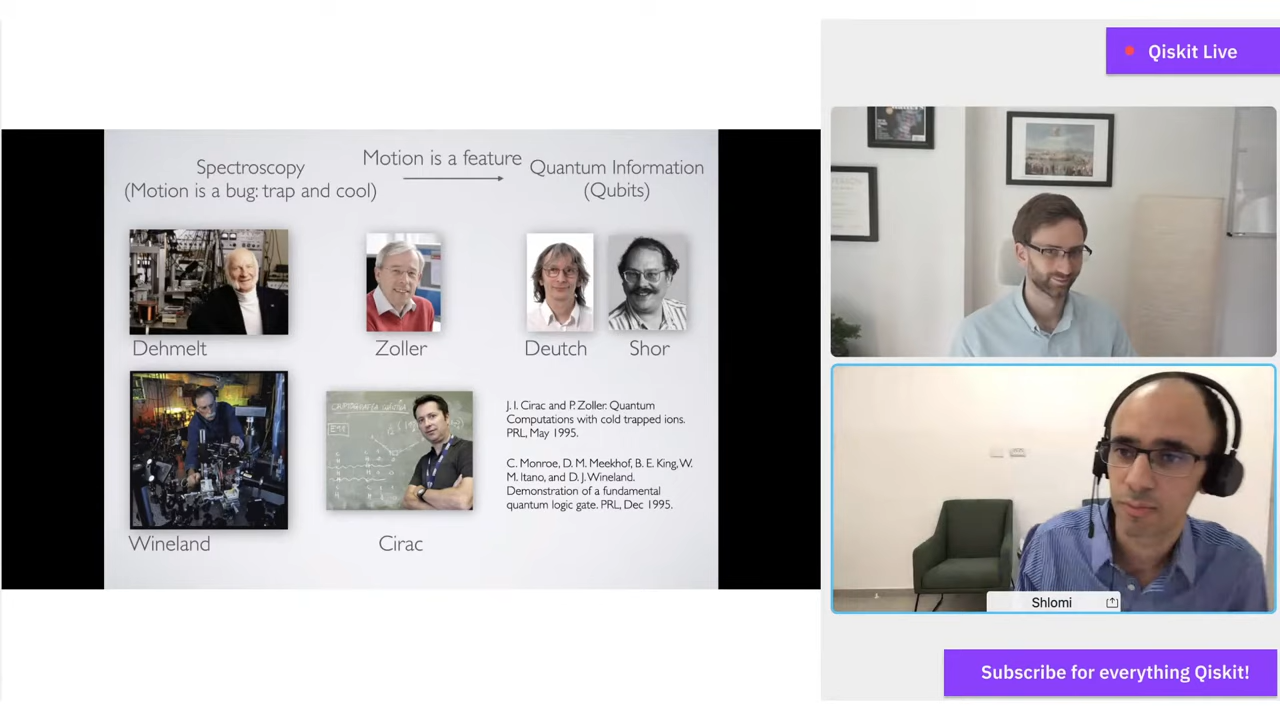 Qiskit Live
Motion is a feature
Spectroscopy
(Motion is a bug: trap and cool)
Quantum Information
(Qubits)
Dehmelt
Zoller
Deutch
Shor
J. I. Cirac and P. Zoller. Quantum
Computations with cold trapped ions.
PRL, May 1995.
C. Monroe, D. M. Meekhof, B. E. King, W.
M. Itano, and D. J. Wineland.
Demonstration of a fundamental
quantum logic gate. PRL, Dec 1995.
Wineland
Cirac
Shlomi
Subscribe for everything Qiskit!